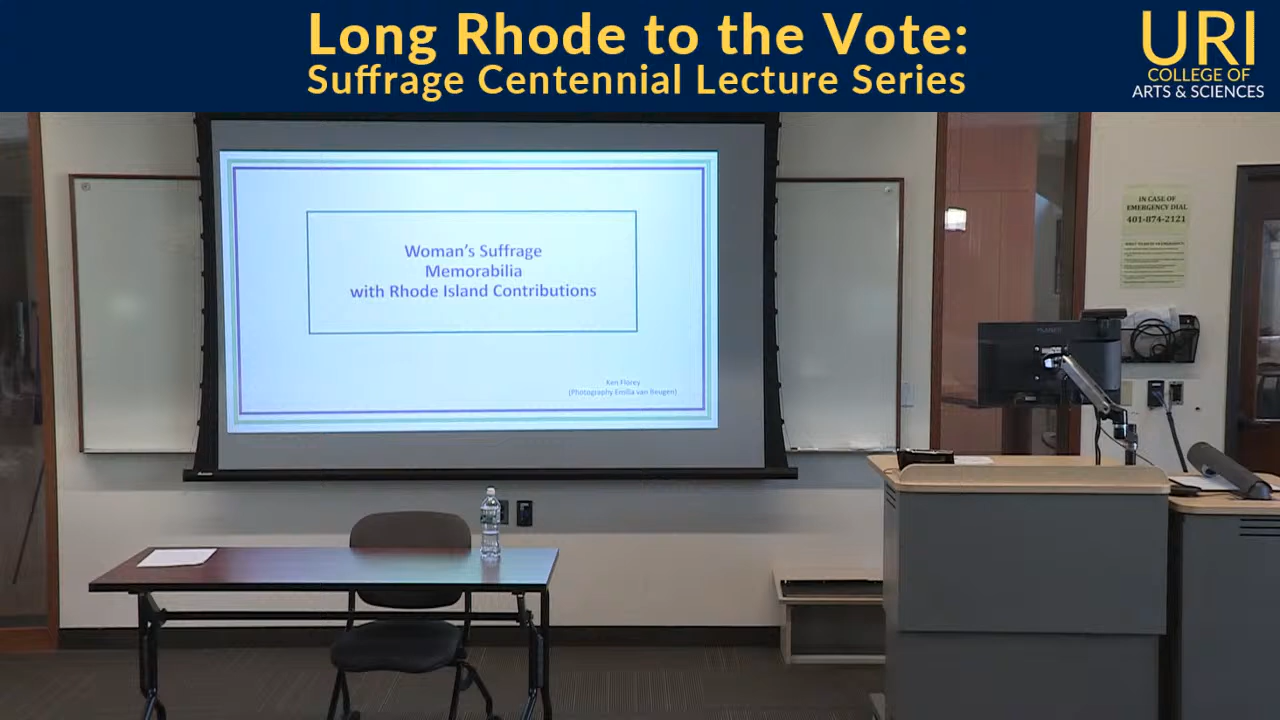 Long Rhode to the Vote:
Suffrage Centennial Lecture Series
URI
COLLEGE OF
ARTS & SCIENCES
Woman's Suffrage
Memorabilia
with Rhode Island Contributions
Ken Florey
(Photography Emilia van Beugen)
IN CASE OF
EMERGENCY DIAL
401-874-2121